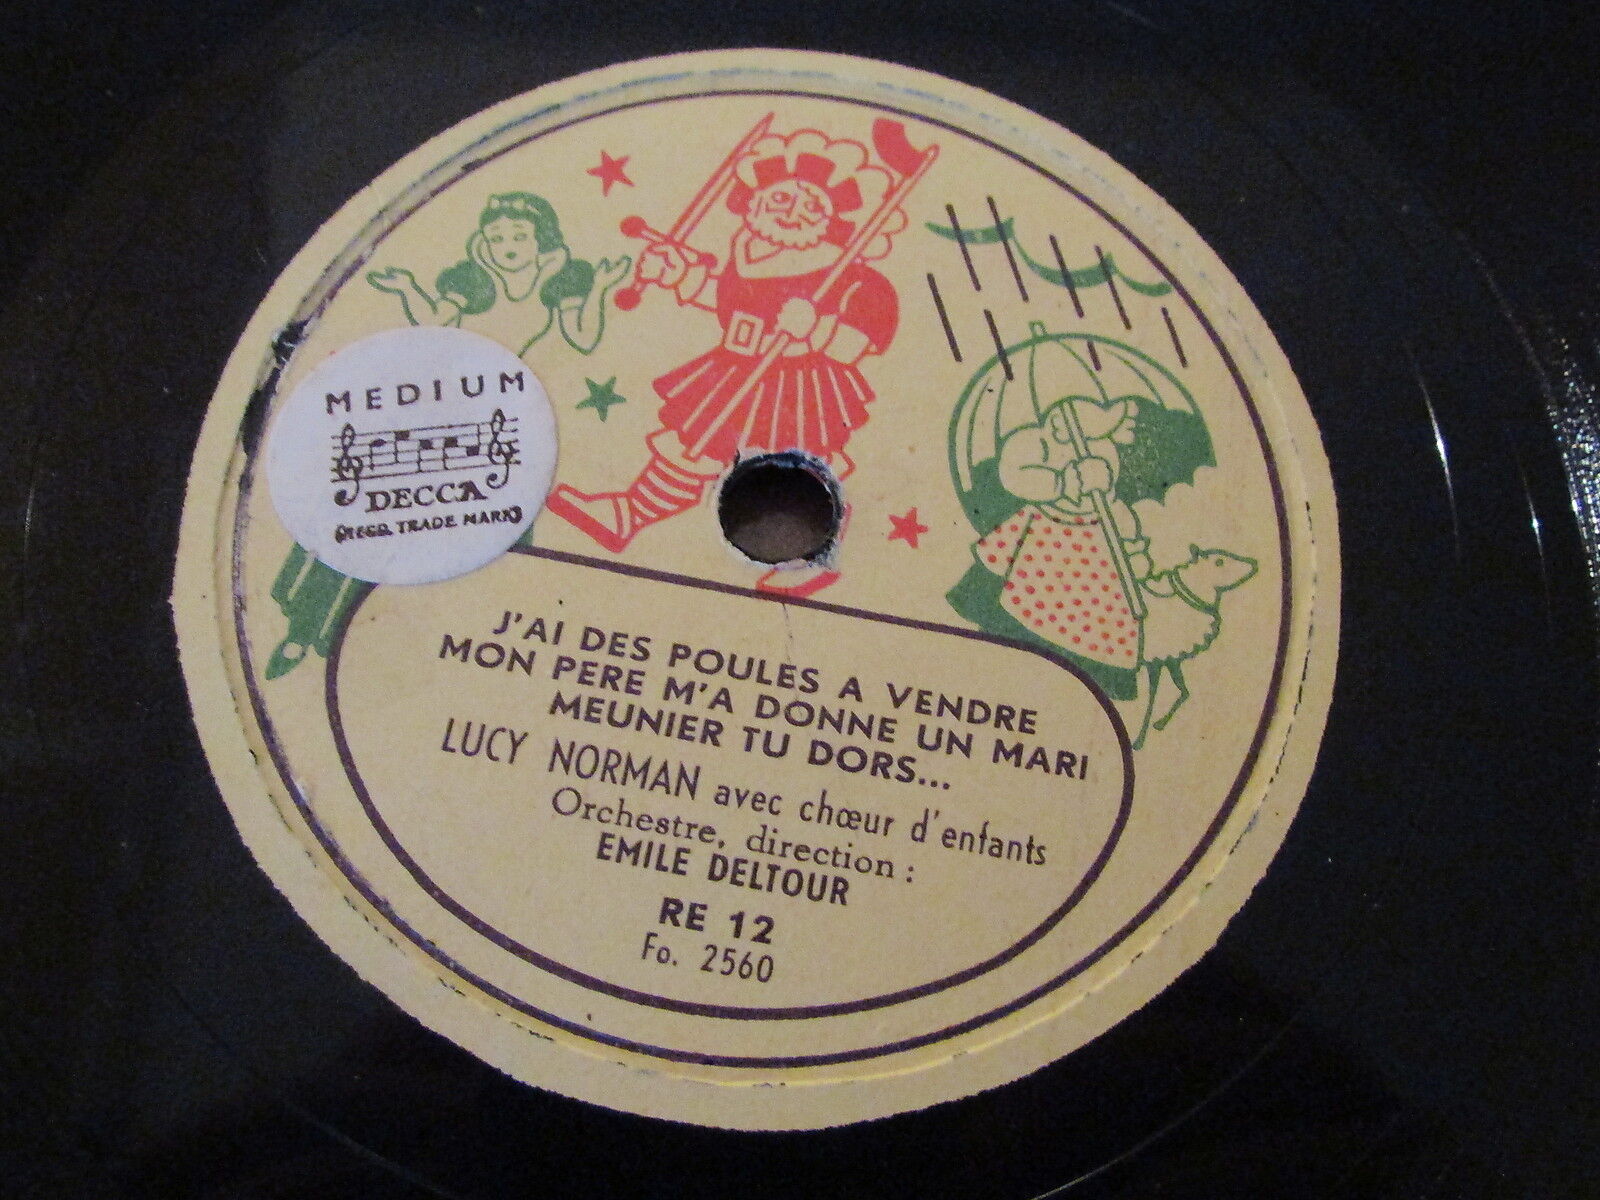 MEDIUM
DECCA
(REGD. TRADE MARK)
J'AI DES POULES A VENDRE
MON PERE M'A DONNE UN MARI
MEUNIER TU DORS...
LUCY NORMAN avec chœur d'enfants
Orchestre, direction :
EMILE DELTOUR
RE 12
Fo. 2560